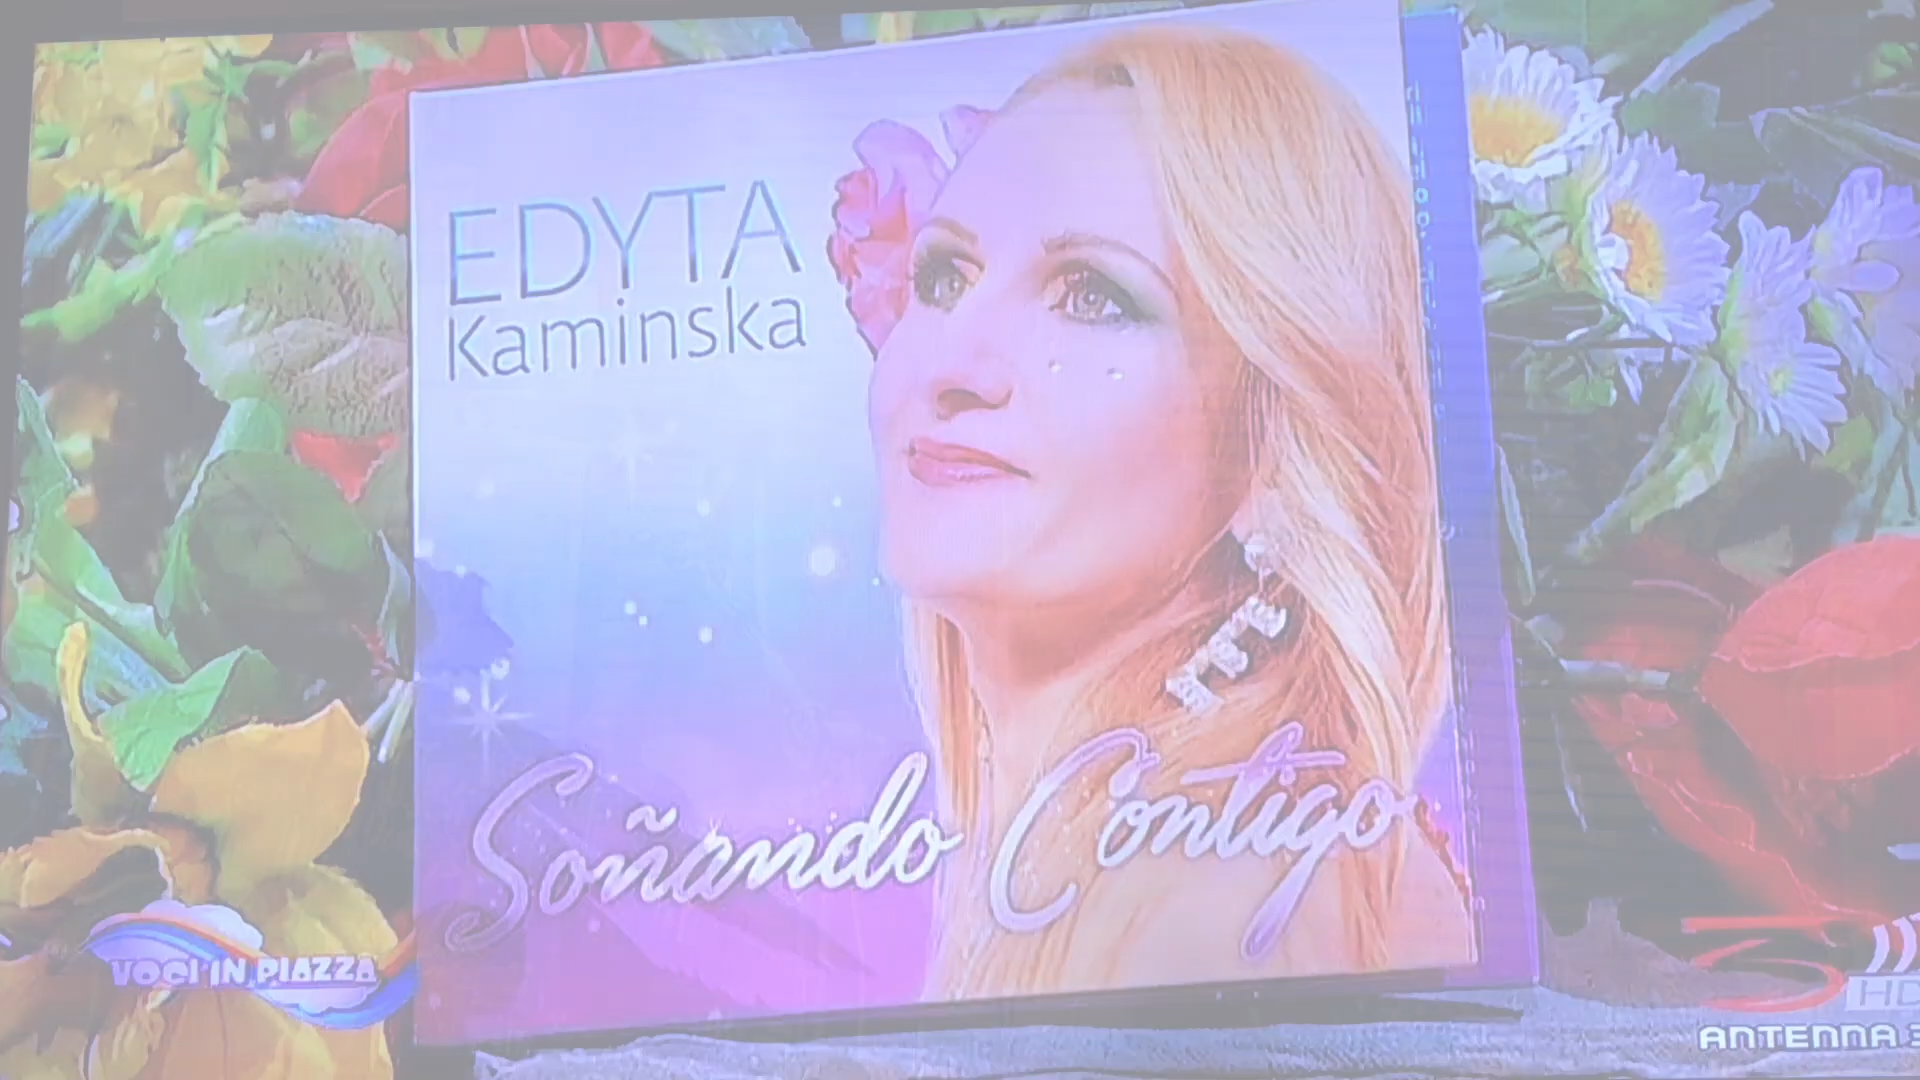 EDYTA
Kaminska
Soñando Contigo
VOCI IN PIAZZA
HD
ANTENNA 3